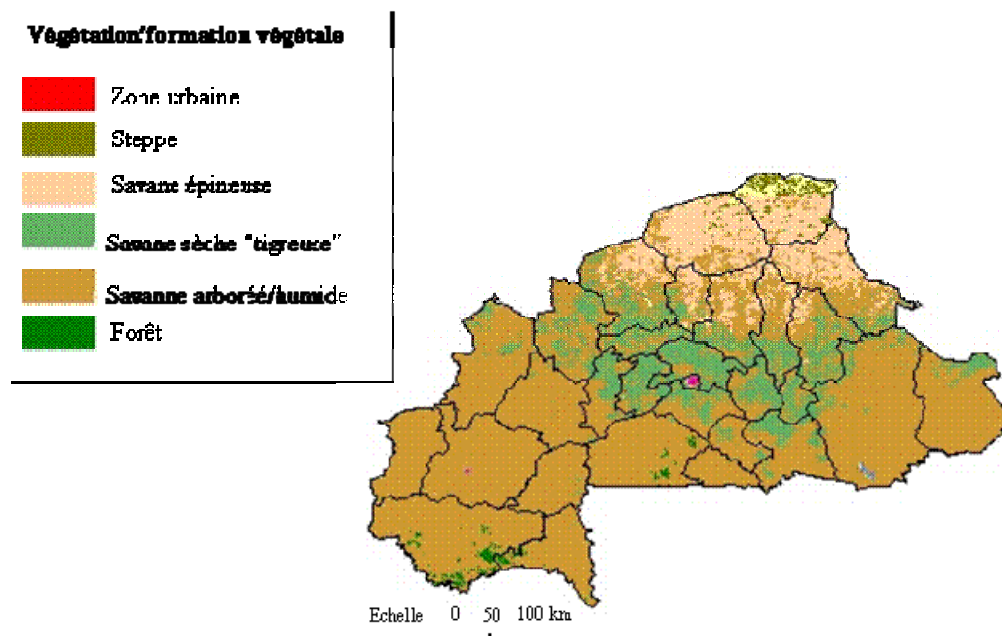 Végétation/formation végétale
Zone urbaine
Steppe
Savane épineuse
Savane sèche "tigreuse"
Savanne arboréé/humide
Forêt
Echelle 0 50 100 km